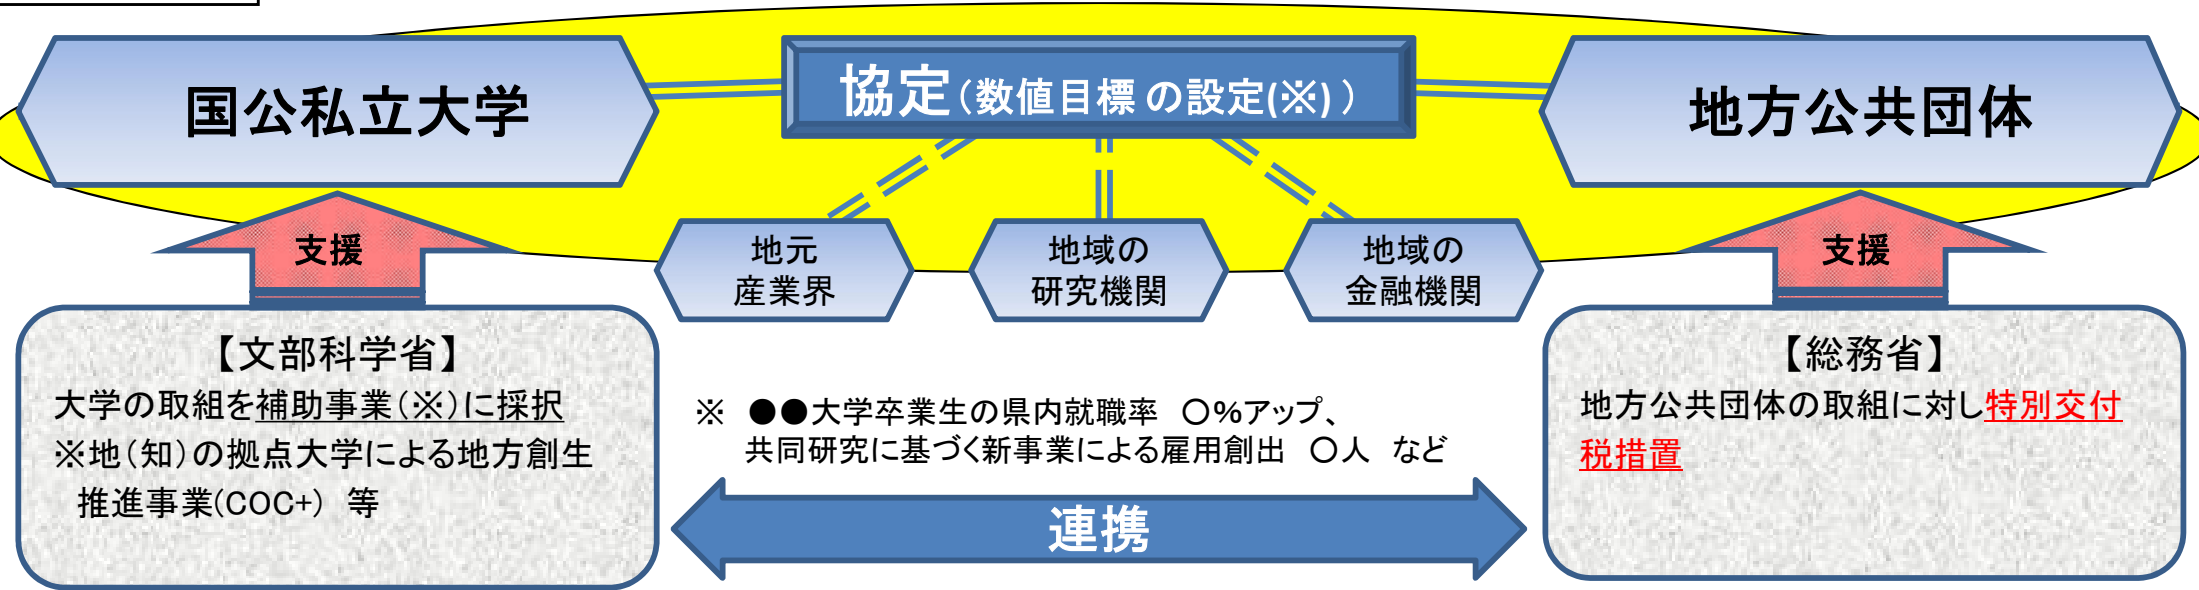 国公私立大学
協定（数値目標 の設定(※)）
地方公共団体
支援
地元
産業界
地域の
研究機関
地域の
金融機関
支援
【文部科学省】
大学の取組を補助事業（※）に採択
※地（知）の拠点大学による地方創生
推進事業(COC+) 等
※ ●●大学卒業生の県内就職率 ○%アップ、
共同研究に基づく新事業による雇用創出 ○人 など
連携
【総務省】
地方公共団体の取組に対し特別交付
税措置